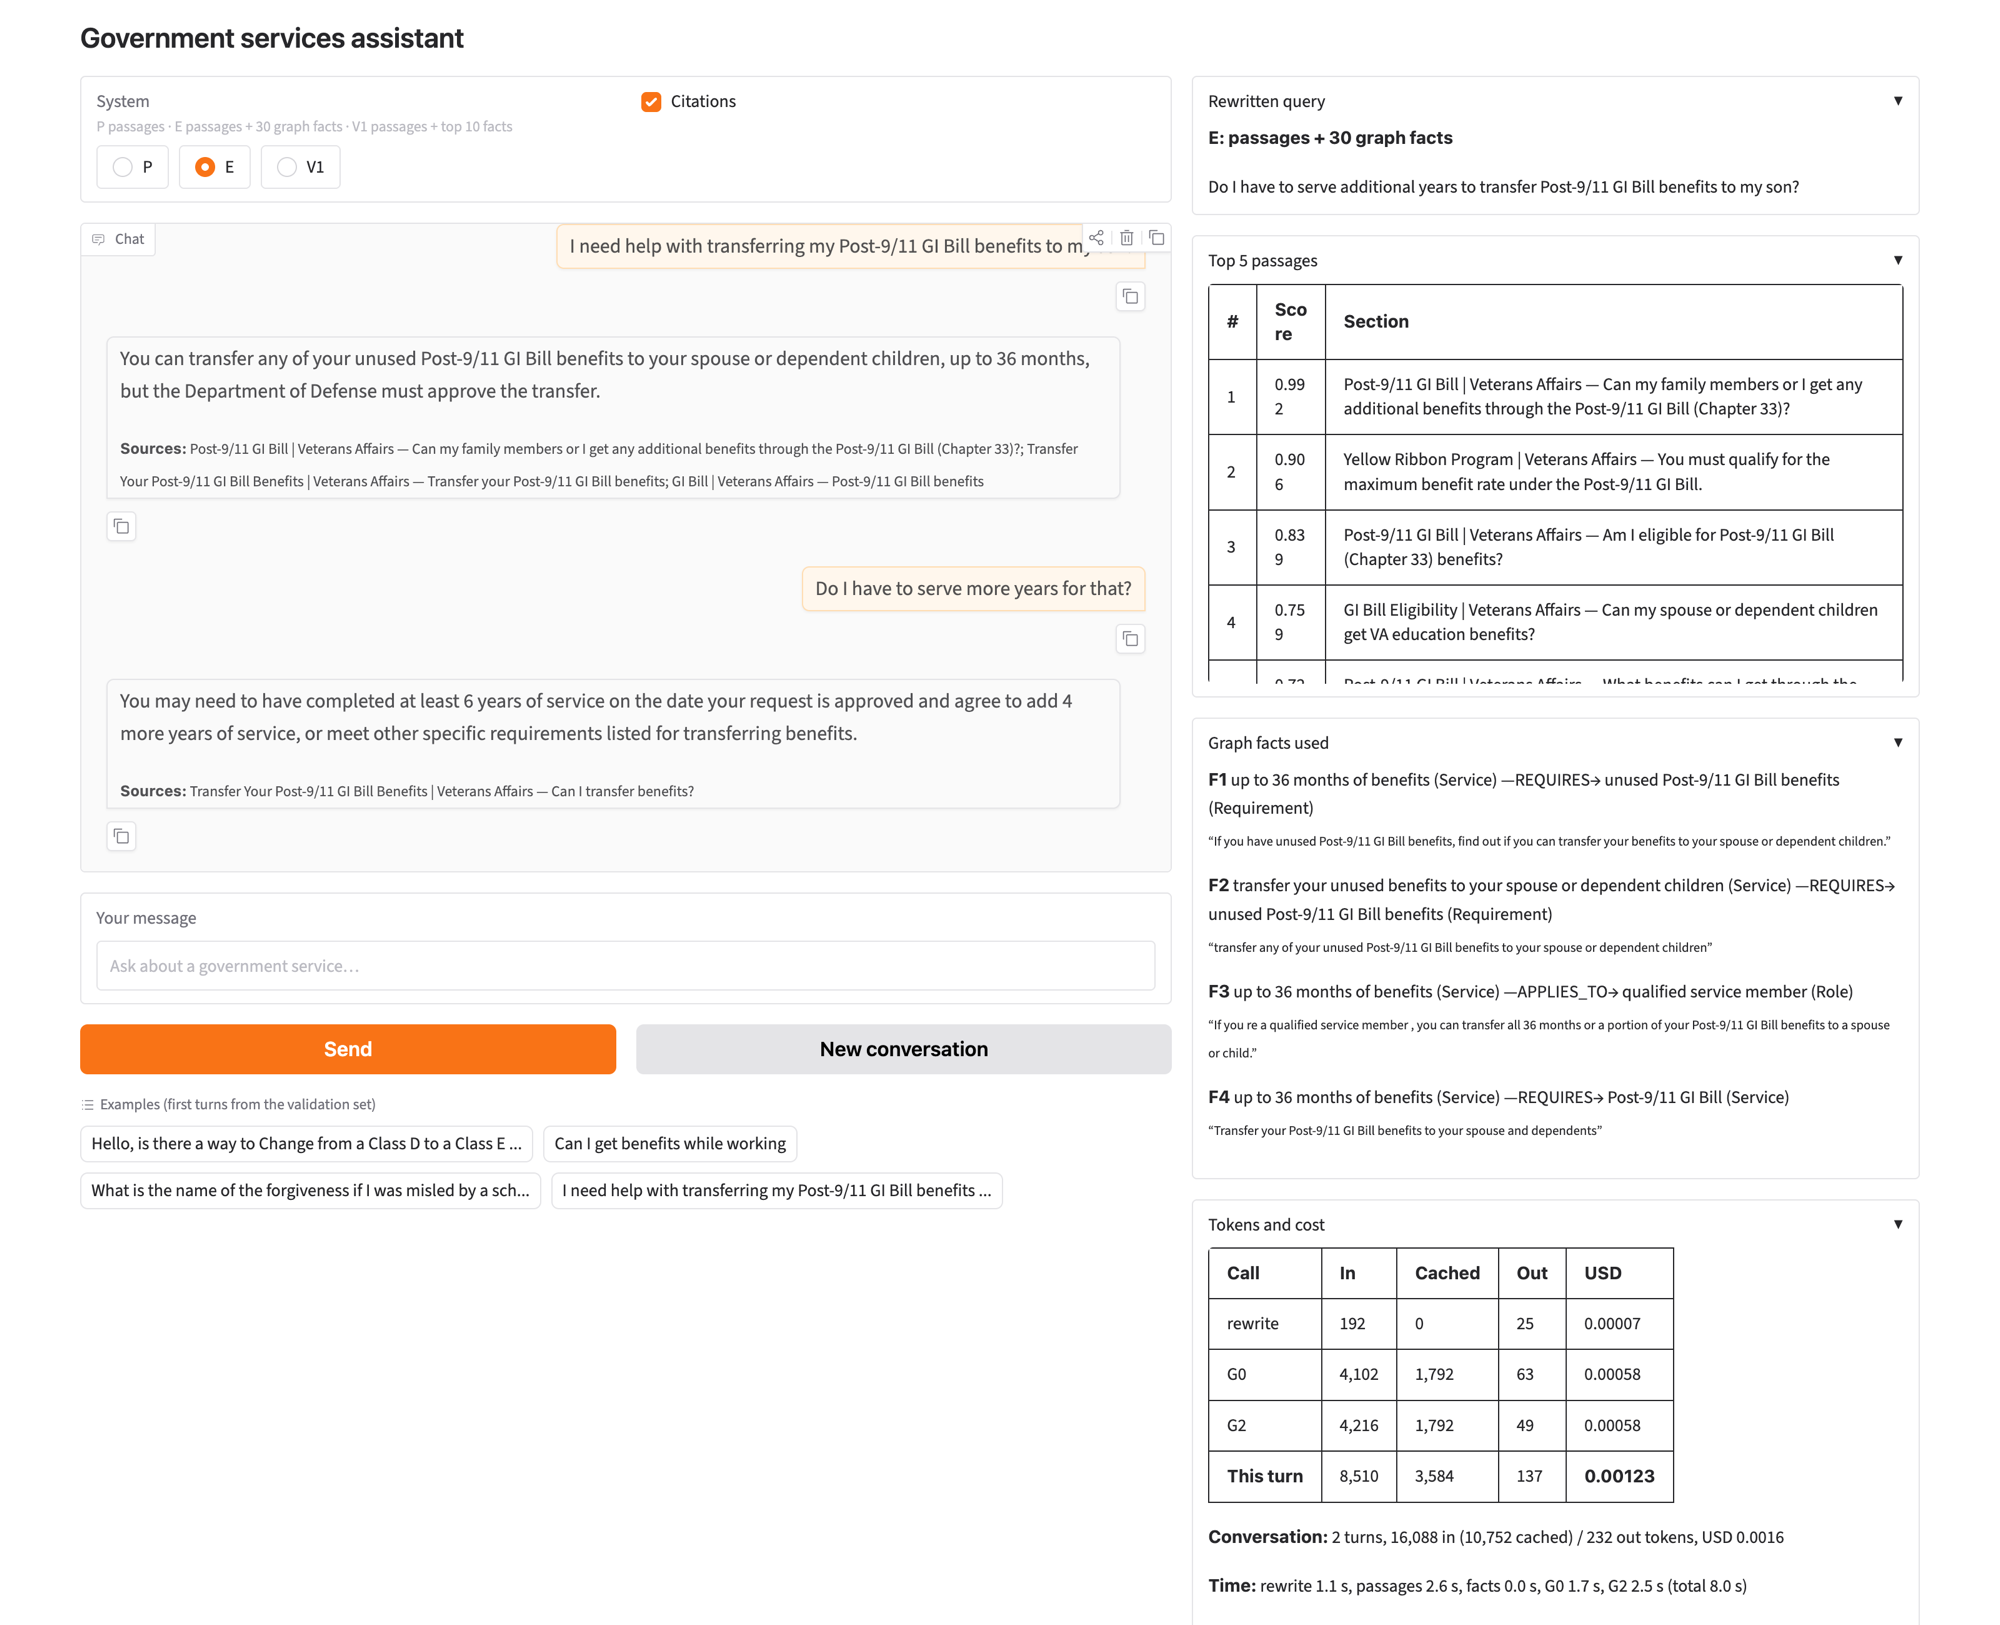 Government services assistant
System
P passages · E passages + 30 graph facts · V1 passages + top 10 facts
P
E
V1
Citations
Chat
I need help with transferring my Post-9/11 GI Bill benefits to my
You can transfer any of your unused Post-9/11 GI Bill benefits to your spouse or dependent children, up to 36 months,
but the Department of Defense must approve the transfer.
Sources: Post-9/11 GI Bill | Veterans Affairs — Can my family members or I get any additional benefits through the Post-9/11 GI Bill (Chapter 33)?; Transfer
Your Post-9/11 GI Bill Benefits | Veterans Affairs — Transfer your Post-9/11 GI Bill benefits; GI Bill | Veterans Affairs — Post-9/11 GI Bill benefits
Do I have to serve more years for that?
You may need to have completed at least 6 years of service on the date your request is approved and agree to add 4
more years of service, or meet other specific requirements listed for transferring benefits.
Sources: Transfer Your Post-9/11 GI Bill Benefits | Veterans Affairs — Can I transfer benefits?
Your message
Ask about a government service…
Send
New conversation
Examples (first turns from the validation set)
Hello, is there a way to Change from a Class D to a Class E ...
Can I get benefits while working
What is the name of the forgiveness if I was misled by a sch...
I need help with transferring my Post-9/11 GI Bill benefits ...
Rewritten query
E: passages + 30 graph facts
Do I have to serve additional years to transfer Post-9/11 GI Bill benefits to my son?
Top 5 passages
# Sco Section
re
1 0.99 Post-9/11 GI Bill | Veterans Affairs — Can my family members or I get any
2 additional benefits through the Post-9/11 GI Bill (Chapter 33)?
2 0.90 Yellow Ribbon Program | Veterans Affairs — You must qualify for the
6 maximum benefit rate under the Post-9/11 GI Bill.
3 0.83 Post-9/11 GI Bill | Veterans Affairs — Am I eligible for Post-9/11 GI Bill
9 (Chapter 33) benefits?
4 0.75 GI Bill Eligibility | Veterans Affairs — Can my spouse or dependent children
9 get VA education benefits?
0.72 Post-9/11 GI Bill | Veterans Affairs — What benefits can I get through the
Graph facts used
F1 up to 36 months of benefits (Service) —REQUIRES→ unused Post-9/11 GI Bill benefits
(Requirement)
“If you have unused Post-9/11 GI Bill benefits, find out if you can transfer your benefits to your spouse or dependent children.”
F2 transfer your unused benefits to your spouse or dependent children (Service) —REQUIRES→
unused Post-9/11 GI Bill benefits (Requirement)
“transfer any of your unused Post-9/11 GI Bill benefits to your spouse or dependent children”
F3 up to 36 months of benefits (Service) —APPLIES_TO→ qualified service member (Role)
“If you re a qualified service member , you can transfer all 36 months or a portion of your Post-9/11 GI Bill benefits to a spouse
or child.”
F4 up to 36 months of benefits (Service) —REQUIRES→ Post-9/11 GI Bill (Service)
“Transfer your Post-9/11 GI Bill benefits to your spouse and dependents”
Tokens and cost
Call In Cached Out USD
rewrite 192 0 25 0.00007
G0 4,102 1,792 63 0.00058
G2 4,216 1,792 49 0.00058
This turn 8,510 3,584 137 0.00123
Conversation: 2 turns, 16,088 in (10,752 cached) / 232 out tokens, USD 0.0016
Time: rewrite 1.1 s, passages 2.6 s, facts 0.0 s, G0 1.7 s, G2 2.5 s (total 8.0 s)